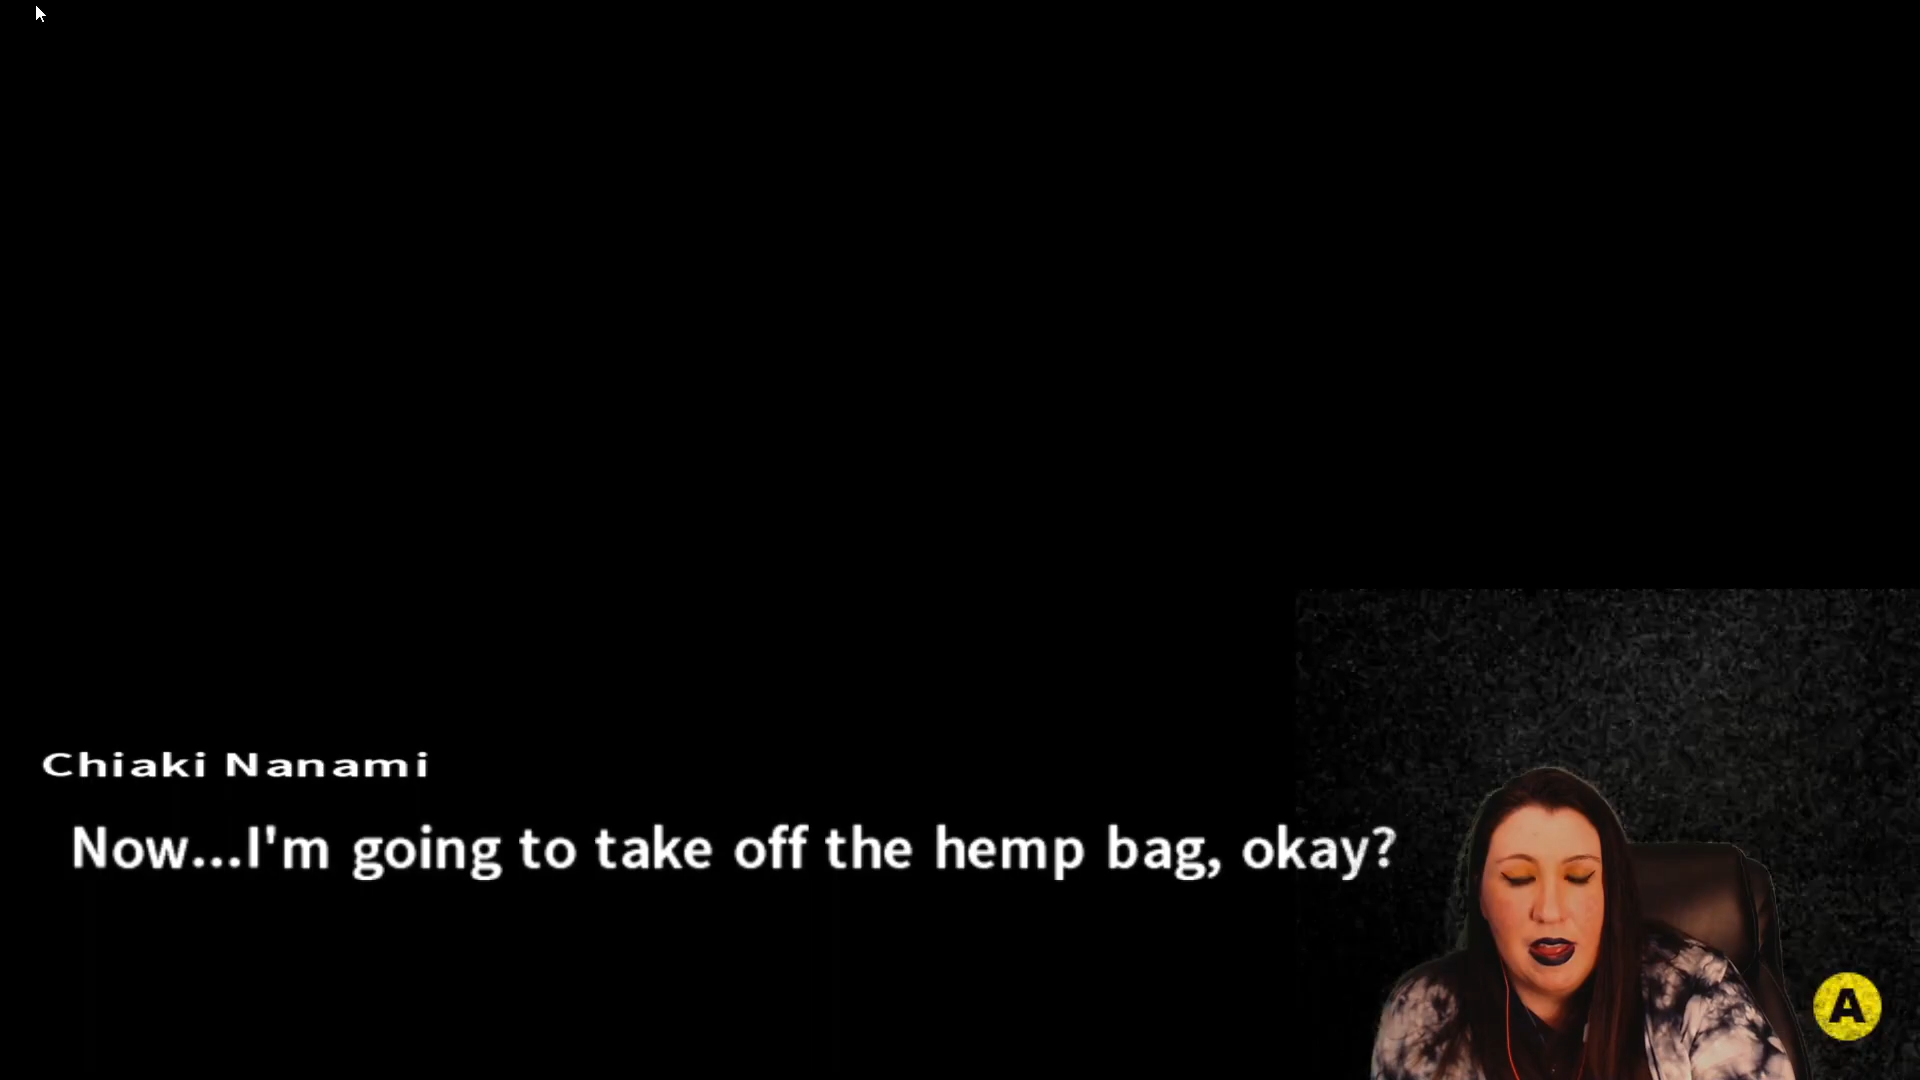 Chiaki Nanami
Now...I'm going to take off the hemp bag, okay?
A